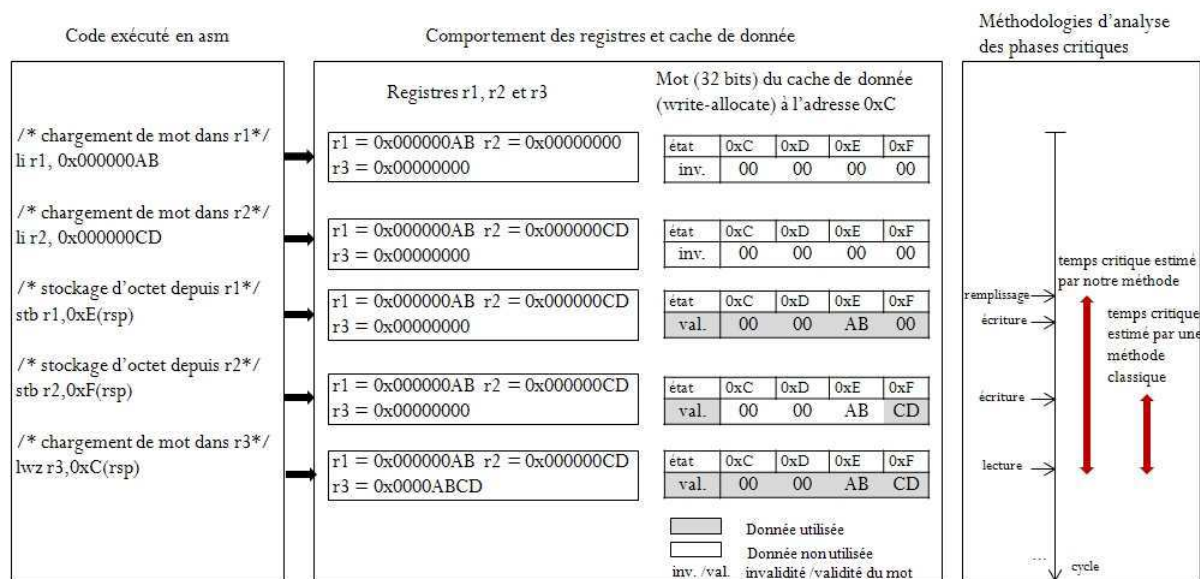 Code exécuté en asm
Comportement des registres et cache de donnée
Méthodologies d'analyse
des phases critiques
Registres r1, r2 et r3
Mot (32 bits) du cache de donnée
(write-allocate) à l'adresse 0xC
/* chargement de mot dans r1*/
li r1, 0x000000AB
r1 = 0x000000AB r2 = 0x00000000
r3 = 0x00000000
état 0xC 0xD 0xE 0xF
inv. 00 00 00 00
/* chargement de mot dans r2*/
li r2, 0x000000CD
r1 = 0x000000AB r2 = 0x000000CD
r3 = 0x00000000
état 0xC 0xD 0xE 0xF
inv. 00 00 00 00
/* stockage d'octet depuis r1*/
stb r1,0xE(rsp)
r1 = 0x000000AB r2 = 0x000000CD
r3 = 0x00000000
état 0xC 0xD 0xE 0xF
val. 00 00 AB 00
/* stockage d'octet depuis r2*/
stb r2,0xF(rsp)
r1 = 0x000000AB r2 = 0x000000CD
r3 = 0x00000000
état 0xC 0xD 0xE 0xF
val. 00 00 AB CD
/* chargement de mot dans r3*/
lwz r3,0xC(rsp)
r1 = 0x000000AB r2 = 0x000000CD
r3 = 0x0000ABCD
état 0xC 0xD 0xE 0xF
val. 00 00 AB CD
Donnée utilisée
Donnée non utilisée
inv. /val. invalidité /validité du mot
temps critique estimé
par notre méthode
remplissage
écriture
temps critique
estimé par une
méthode
classique
écriture
lecture
...
cycle